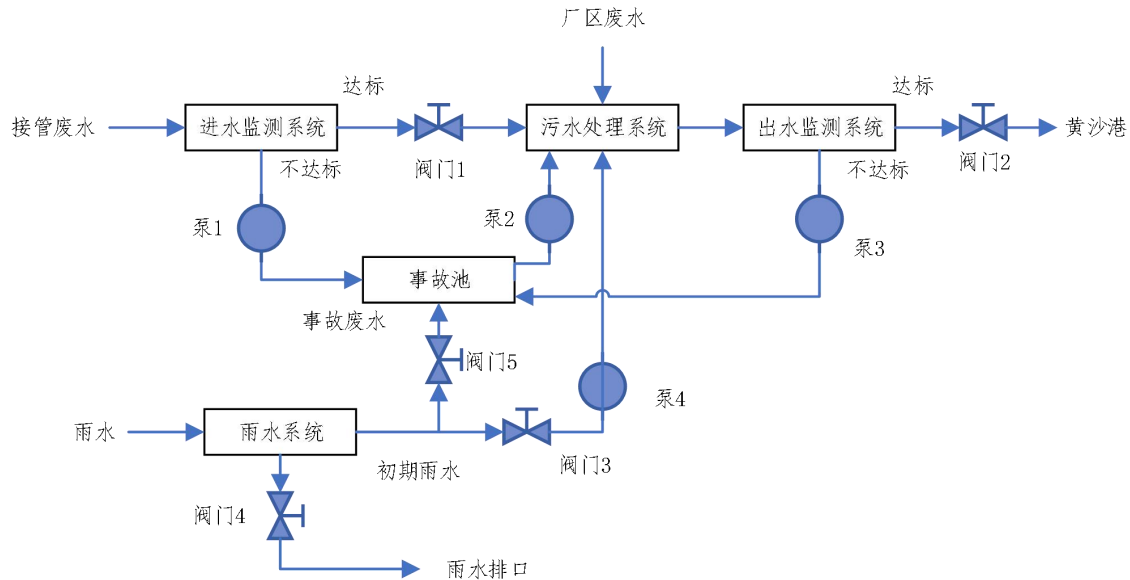 厂区废水
达标
达标
接管废水
进水监测系统
污水处理系统
出水监测系统
黄沙港
不达标
阀门1
不达标
阀门2
泵1
泵2
泵3
事故池
事故废水
阀门5
泵4
雨水
雨水系统
初期雨水
阀门3
阀门4
雨水排口